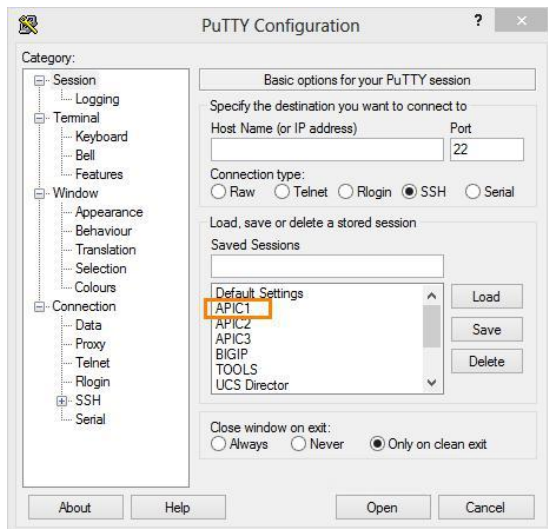 PuTTY Configuration ? ×
Category:
Session
Logging
Terminal
Keyboard
Bell
Features
Window
Appearance
Behaviour
Translation
Selection
Colours
Connection
Data
Proxy
Telnet
Rlogin
SSH
Serial
Basic options for your PuTTY session
Specify the destination you want to connect to
Host Name (or IP address) Port
22
Connection type:
Raw Telnet Rlogin SSH Serial
Load, save or delete a stored session
Saved Sessions
Default Settings
APIC1
APIC2
APIC3
BIGIP
TOOLS
UCS Director
Load
Save
Delete
Close window on exit:
Always Never Only on clean exit
About Help Open Cancel